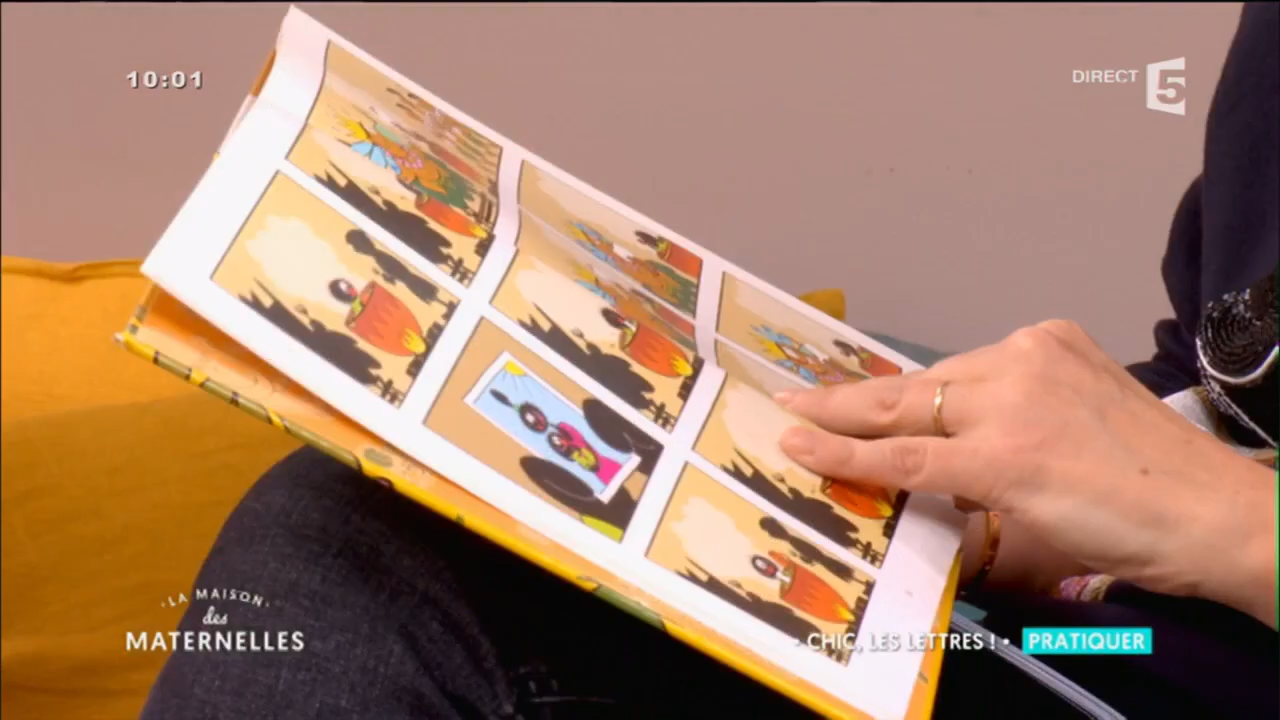 10:01
DIRECT 5
LA MAISON
des
MATERNELLES
- CHIC, LES LETTRES ! •
PRATIQUER